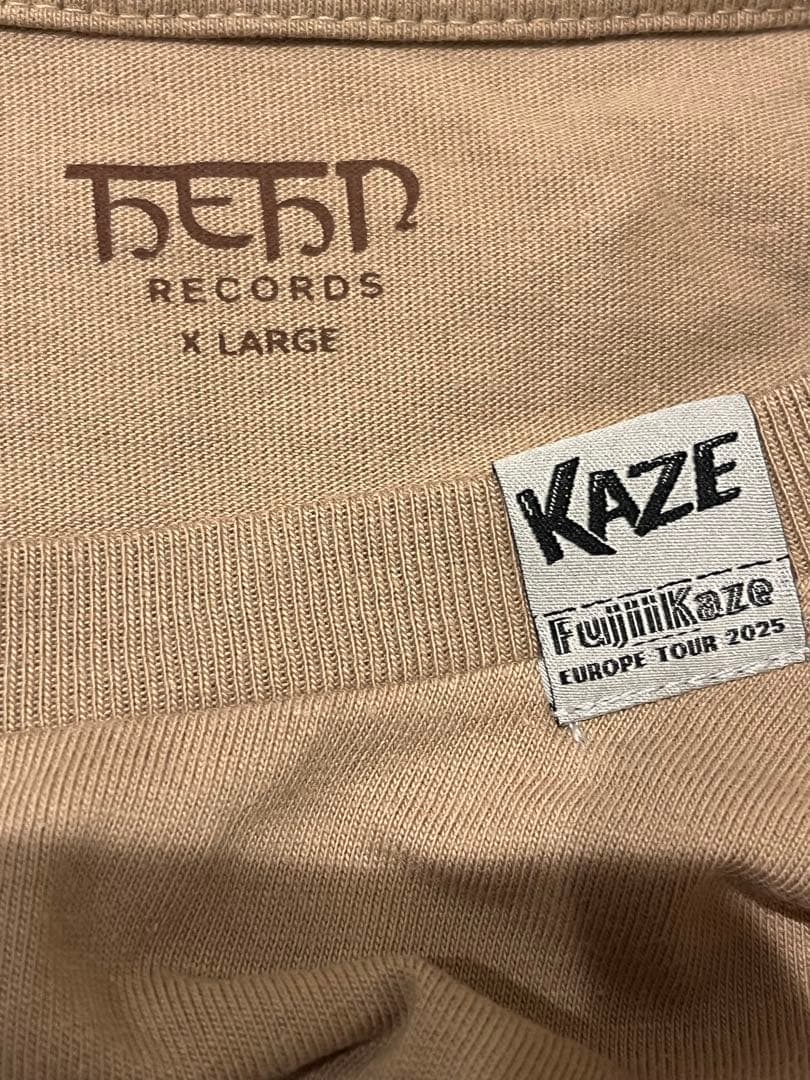 HEHN
RECORDS
X LARGE
KAZE
FujiiKaze
EUROPE TOUR 2025